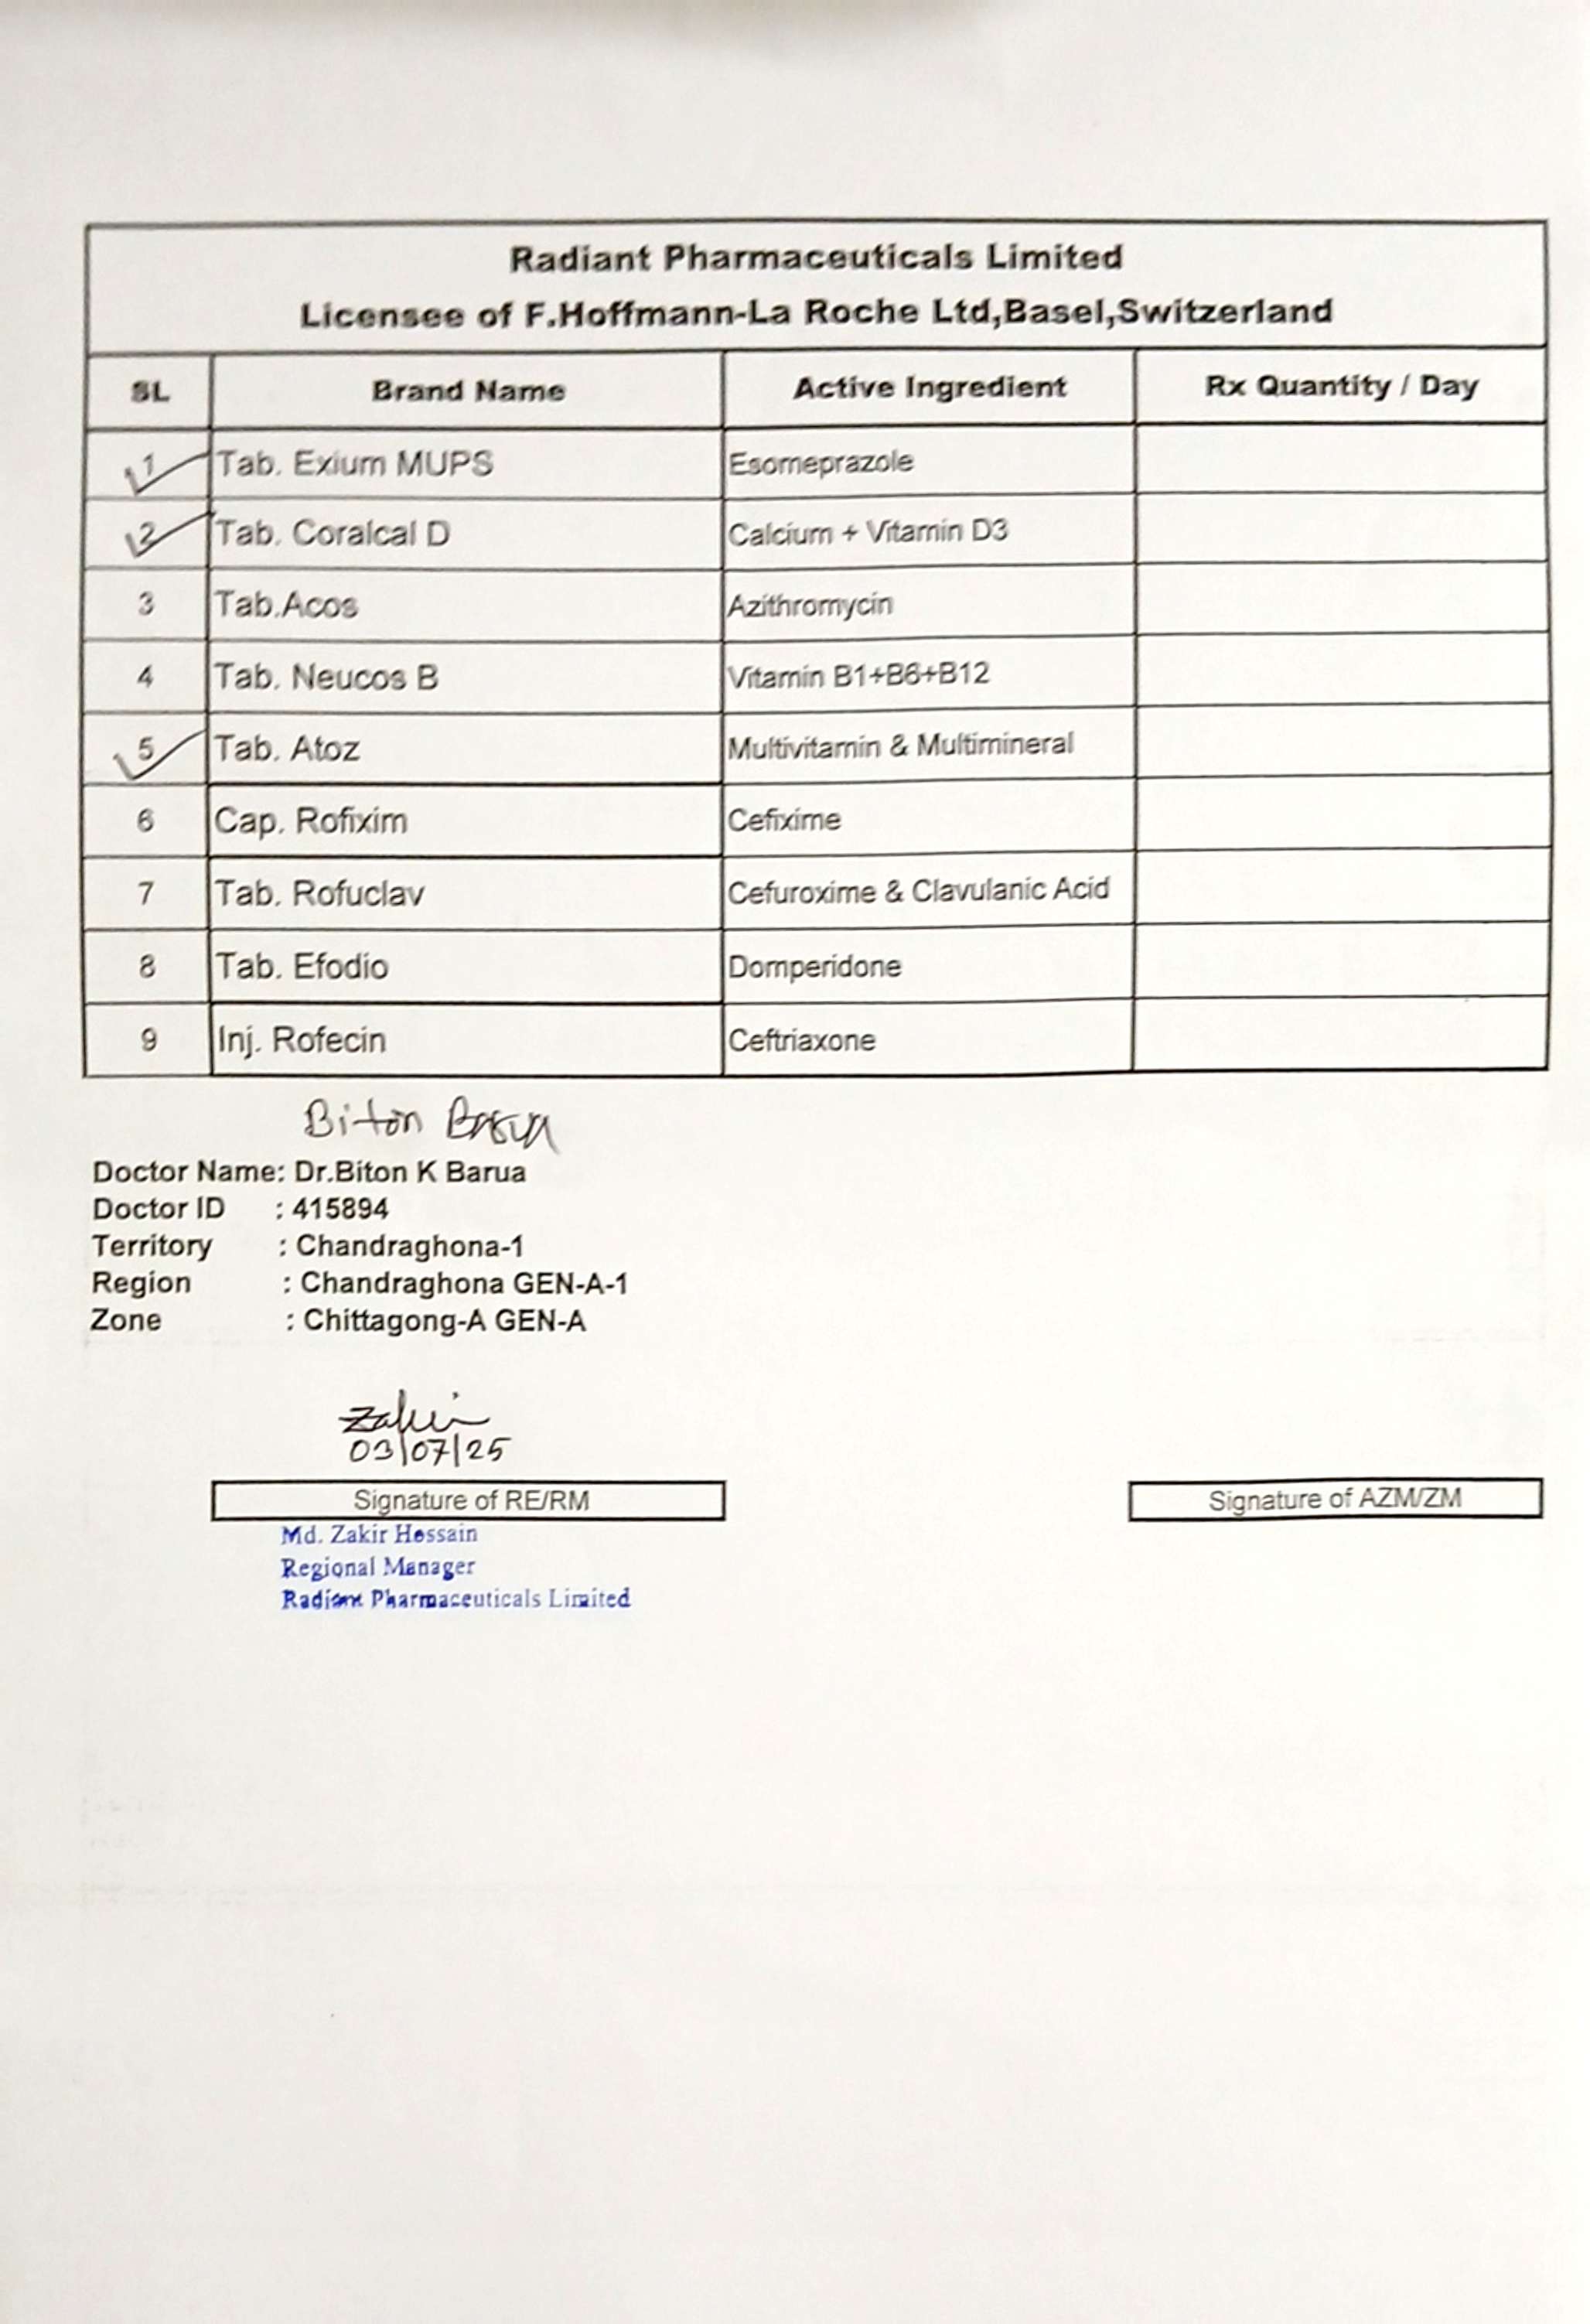 Radiant Pharmaceuticals Limited
Licensee of F.Hoffmann-La Roche Ltd,Basel,Switzerland
SL Brand Name Active Ingredient Rx Quantity / Day
1 Tab. Exium MUPS Esomeprazole
2 Tab. Coralcal D Calcium + Vitamin D3
3 Tab.Acos Azithromycin
4 Tab. Neucos B Vitamin B1+B6+B12
5 Tab. Atoz Multivitamin & Multimineral
6 Cap. Rofixim Cefixime
7 Tab. Rofuclav Cefuroxime & Clavulanic Acid
8 Tab. Efodio Domperidone
9 Inj. Rofecin Ceftriaxone
Biton Barua
Doctor Name: Dr.Biton K Barua
Doctor ID : 415894
Territory : Chandraghona-1
Region : Chandraghona GEN-A-1
Zone : Chittagong-A GEN-A
Zakir
03/07/25
Signature of RE/RM Signature of AZM/ZM
Md. Zakir Hossain
Regional Manager
Radiant Pharmaceuticals Limited